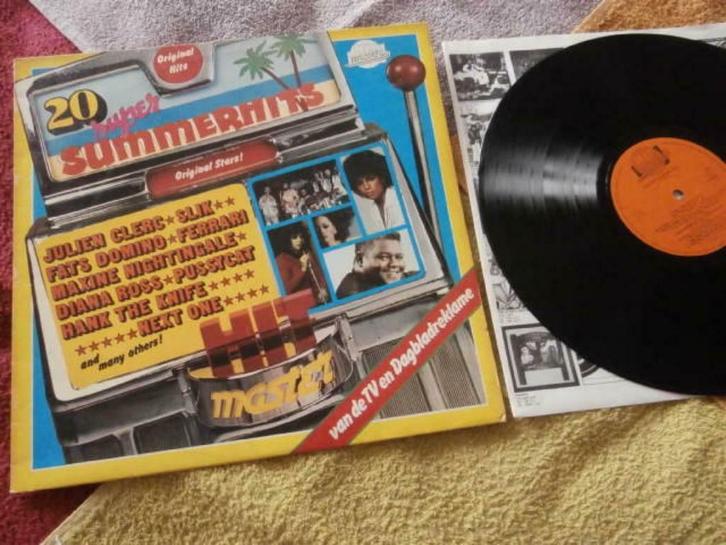 Original
Hits
20
super
SUMMERHITS
Original Stars!
JULIEN CLERC★SLIK★★
FATS DOMINO★FERRARI
MAXINE NIGHTINGALE★
DIANA ROSS★PUSSYCAT
HANK THE KNIFE★★★★
★★★★★NEXT ONE★★★★
and many others!
HIT
master
van de TV en Dagbladreklame